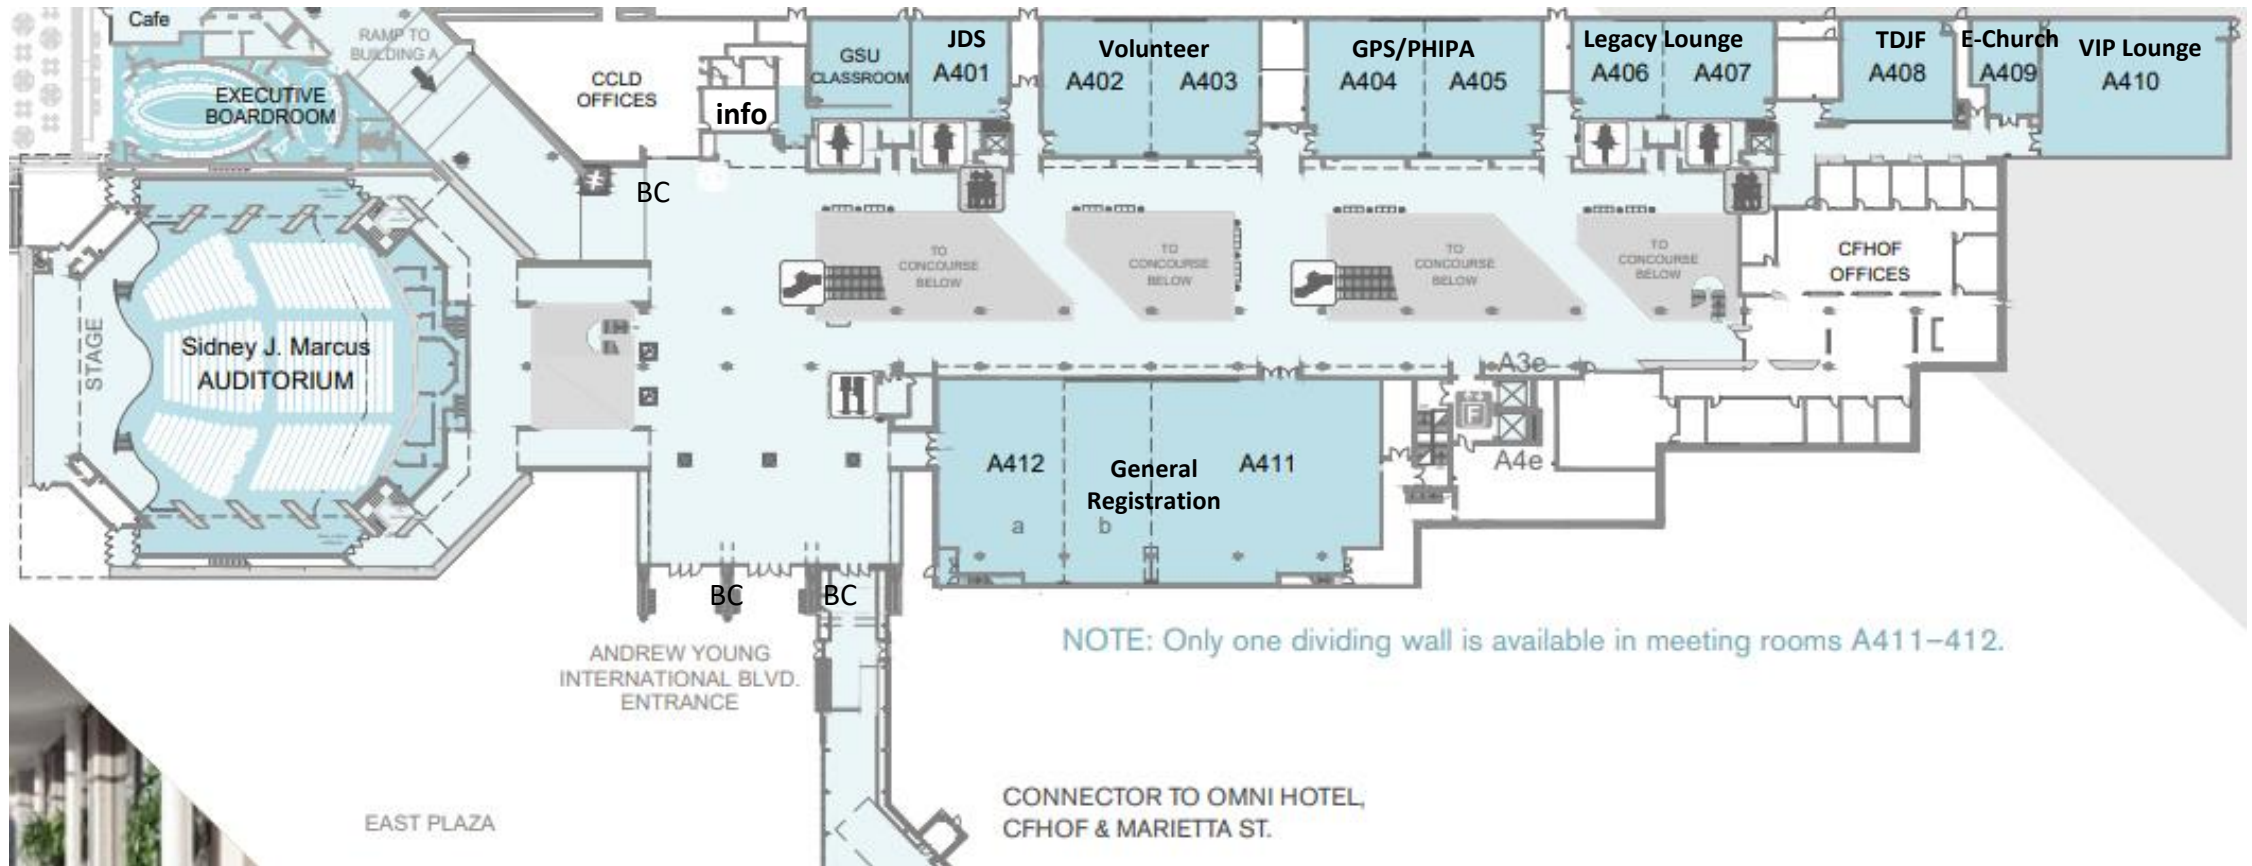 Cafe
RAMP TO
BUILDING A
EXECUTIVE
BOARDROOM
CCLD
OFFICES
info
GSU
CLASSROOM
JDS
A401
Volunteer
A402
A403
GPS/PHIPA
A404
A405
Legacy Lounge
A406
A407
TDJF
A408
E-Church
A409
VIP Lounge
A410
BC
TO
CONCOURSE
BELOW
TO
CONCOURSE
BELOW
TO
CONCOURSE
BELOW
TO
CONCOURSE
BELOW
CFHOF
OFFICES
STAGE
Sidney J. Marcus
AUDITORIUM
A3e
F
A4e
A412
General
Registration
A411
a
b
BC
BC
ANDREW YOUNG
INTERNATIONAL BLVD.
ENTRANCE
NOTE: Only one dividing wall is available in meeting rooms A411–412.
EAST PLAZA
CONNECTOR TO OMNI HOTEL,
CFHOF & MARIETTA ST.